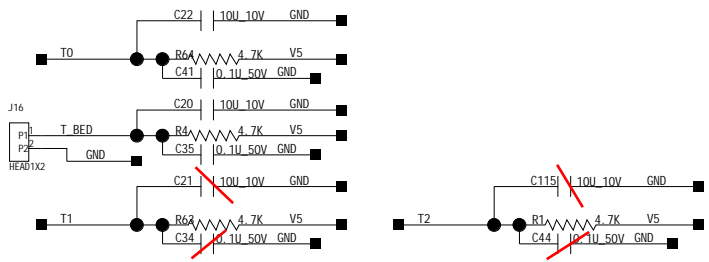 C22 10U_10V GND
T0 R64 4.7K V5
C41 0.1U_50V GND
J16
C20 10U_10V GND
P1 1 T_BED R4 4.7K V5
P2 2 GND C35 0.1U_50V GND
HEAD1X2
C21 10U_10V GND
T1 R63 4.7K V5
C34 0.1U_50V GND
C115 10U_10V GND
T2 R1 4.7K V5
C44 0.1U_50V GND